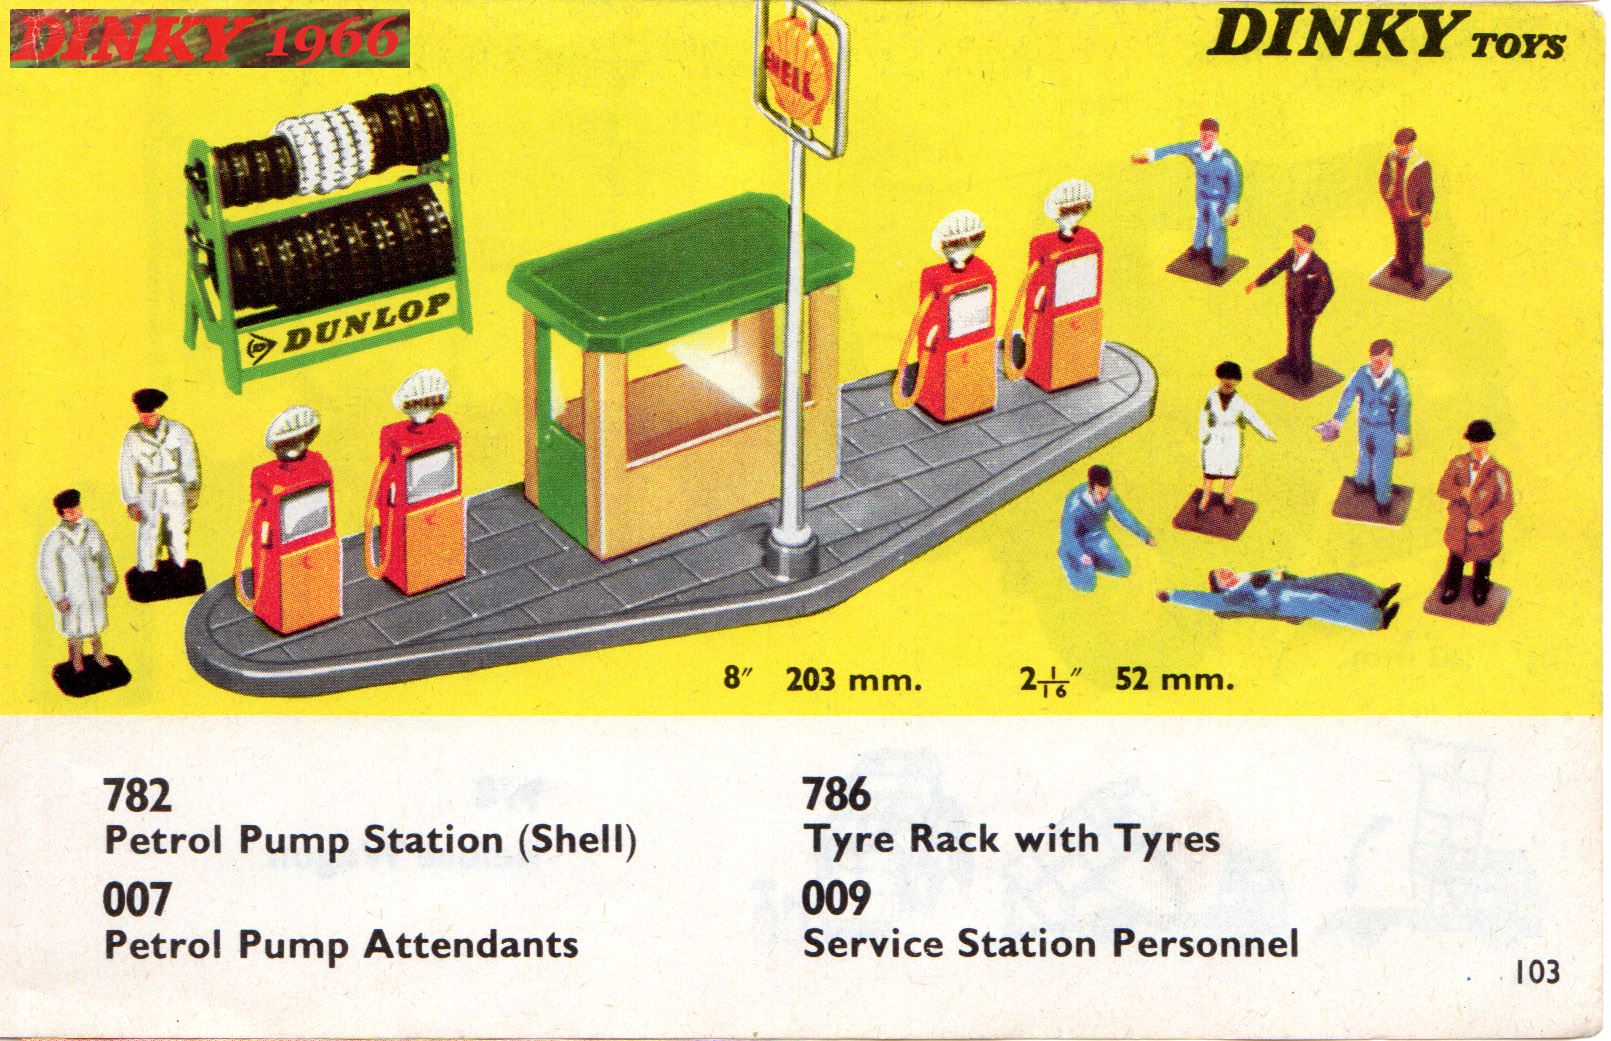 DINKY 1966
DINKY TOYS
SHELL
DUNLOP
SHELL
8″ 203 mm.
2 1/16″ 52 mm.
782
Petrol Pump Station (Shell)
007
Petrol Pump Attendants
786
Tyre Rack with Tyres
009
Service Station Personnel
103